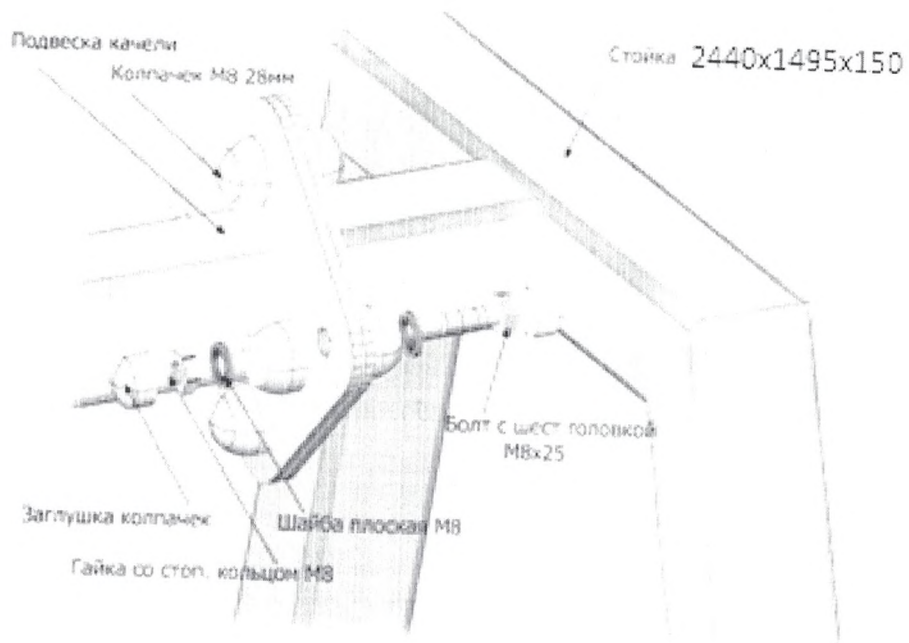 Подвеска качели
Колпачек М8 28мм
Стойка 2440x1495x150
Болт с шест головкой
М8х25
Заглушка колпачек
Шайба плоская М8
Гайка со стоп. кольцом М8